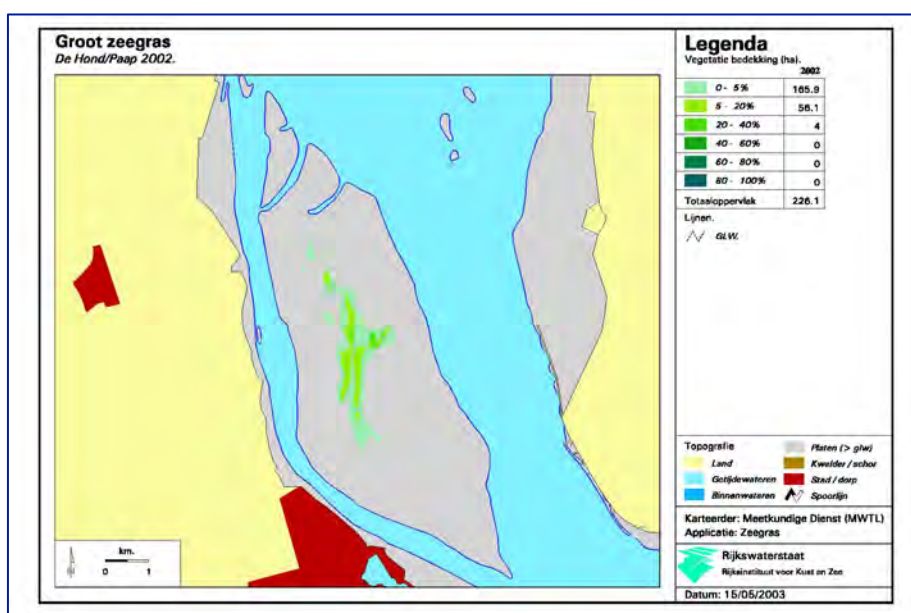 Groot zeegras
De Hond/Paap 2002.
km.
0 1
Legenda
Vegetatie bedekking (ha).
2002
0 - 5% 165.9
5 - 20% 56.1
20 - 40% 4
40 - 60% 0
60 - 80% 0
80 - 100% 0
Totaaloppervlak 226.1
Lijnen.
GLW.
Topografie
Land
Getijdewateren
Binnenwateren
Platen (> glw)
Kwelder / schor
Stad / dorp
Spoorlijn
Karteerder: Meetkundige Dienst (MWTL)
Applicatie: Zeegras
Rijkswaterstaat
Rijksinstituut voor Kust en Zee
Datum: 15/05/2003